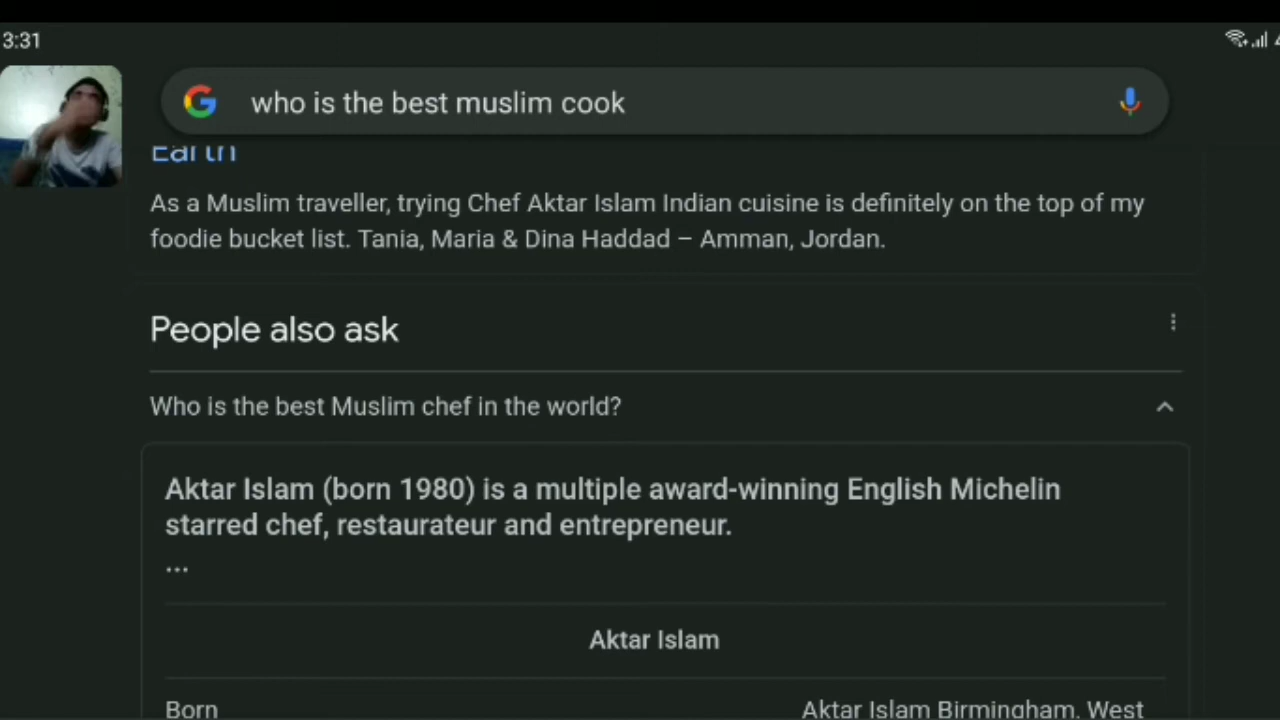 3:31
who is the best muslim cook
Earth
As a Muslim traveller, trying Chef Aktar Islam Indian cuisine is definitely on the top of my
foodie bucket list. Tania, Maria & Dina Haddad – Amman, Jordan.
People also ask
Who is the best Muslim chef in the world?
Aktar Islam (born 1980) is a multiple award-winning English Michelin
starred chef, restaurateur and entrepreneur.
...
Aktar Islam
Born
Aktar Islam Birmingham, West